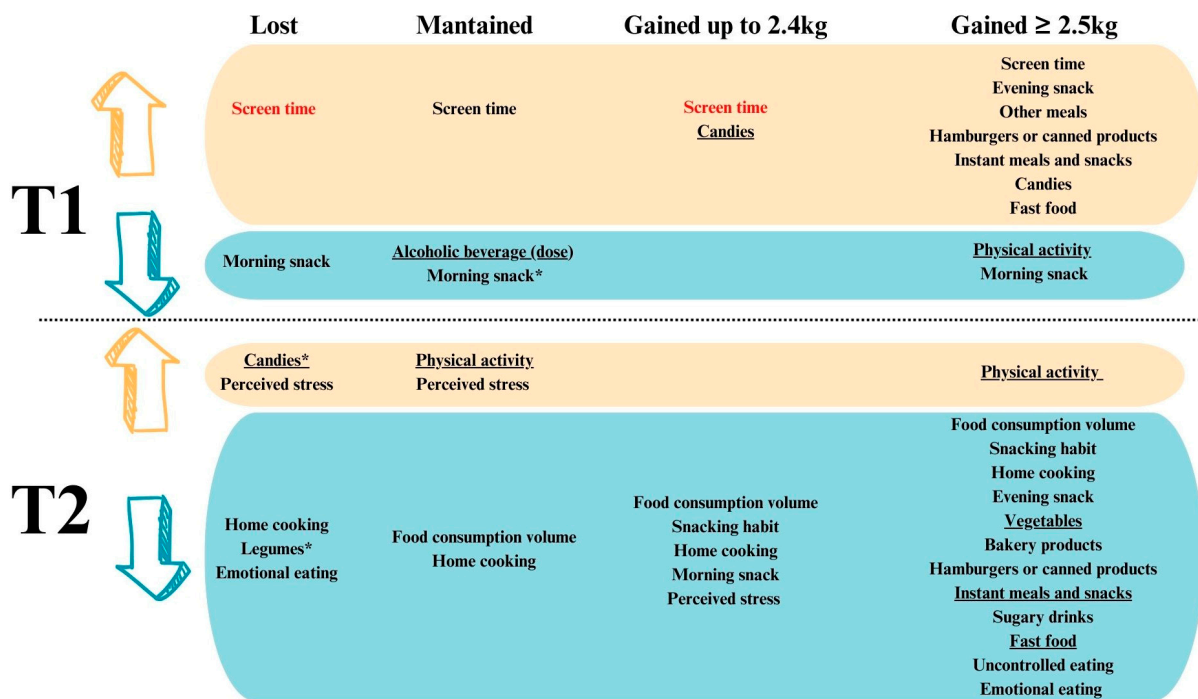 Lost Mantained Gained up to 2.4kg Gained ≥ 2.5kg
T1
Screen time
Morning snack
Screen time
Alcoholic beverage (dose)
Morning snack*
Screen time
Candies
Screen time
Evening snack
Other meals
Hamburgers or canned products
Instant meals and snacks
Candies
Fast food
Physical activity
Morning snack
T2
Candies*
Perceived stress
Home cooking
Legumes*
Emotional eating
Physical activity
Perceived stress
Food consumption volume
Home cooking
Food consumption volume
Snacking habit
Home cooking
Morning snack
Perceived stress
Physical activity
Food consumption volume
Snacking habit
Home cooking
Evening snack
Vegetables
Bakery products
Hamburgers or canned products
Instant meals and snacks
Sugary drinks
Fast food
Uncontrolled eating
Emotional eating